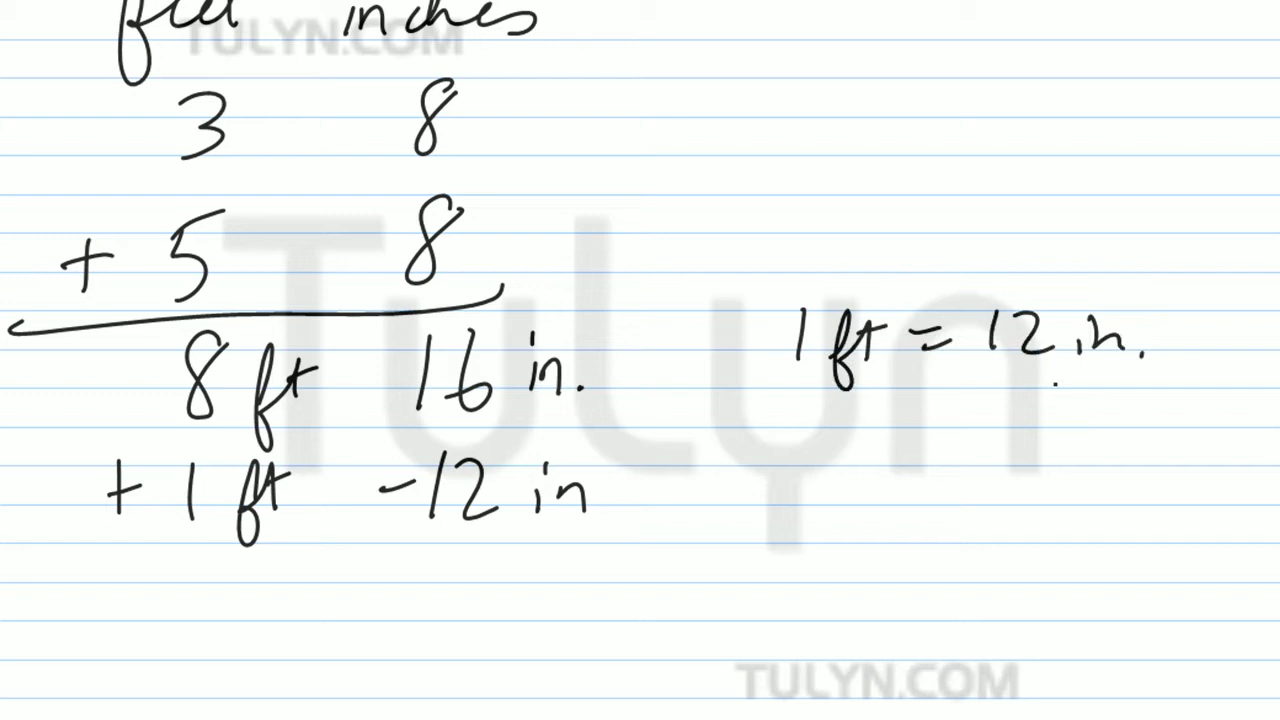 feet inches
TULYN.COM
3 8
+ 5 8
Tulyn
8 ft 16 in.
1 ft = 12 in.
+ 1 ft -12 in
TULYN.COM